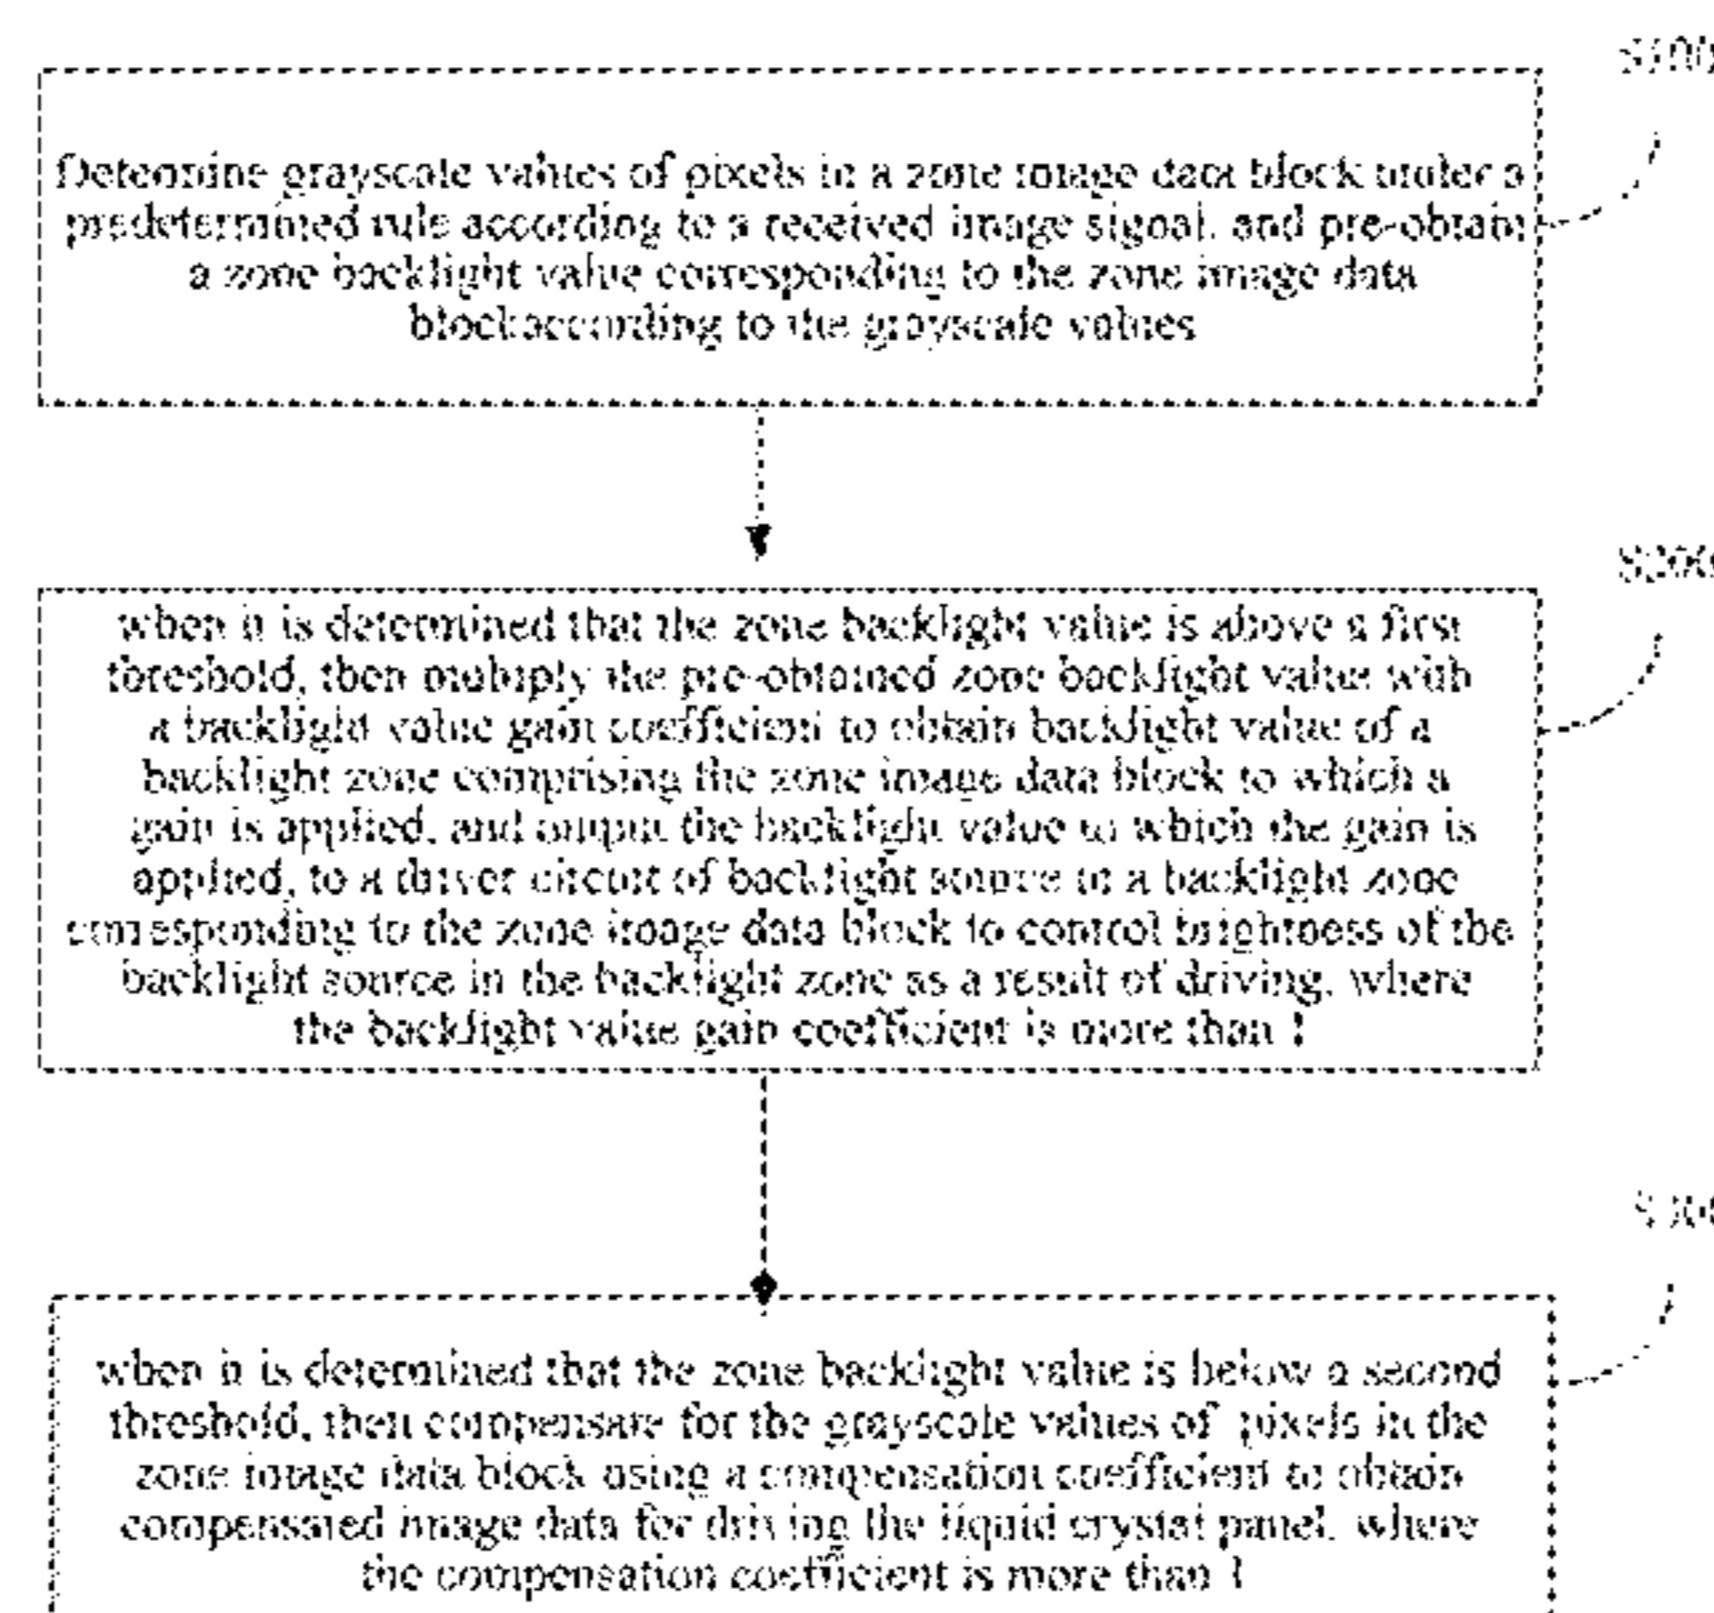 S100
Determine grayscale values of pixels in a zone image data block under a
predetermined rule according to a received image signal, and pre-obtain
a zone backlight value corresponding to the zone image data
blockaccording to the grayscale values
S200
when it is determined that the zone backlight value is above a first
threshold, then multiply the pre-obtained zone backlight value with
a backlight value gain coefficient to obtain backlight value of a
backlight zone comprising the zone image data block to which a
gain is applied, and output the backlight value to which the gain is
applied, to a driver circuit of backlight source in a backlight zone
corresponding to the zone image data block to control brightness of the
backlight source in the backlight zone as a result of driving, where
the backlight value gain coefficient is more than 1
when it is determined that the zone backlight value is below a second
threshold, then compensate for the grayscale values of pixels in the
zone image data block using a compensation coefficient to obtain
compensated image data for driving the liquid crystal panel, where
the compensation coefficient is more than 1